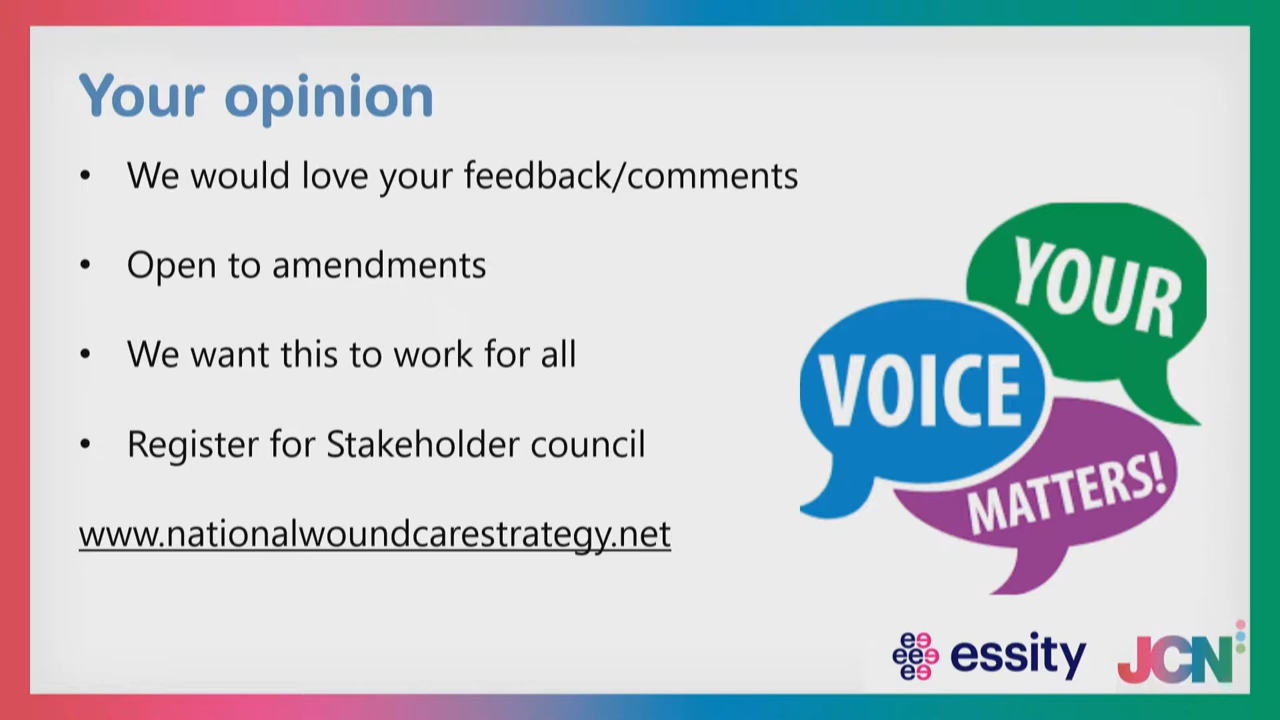 Your opinion
• We would love your feedback/comments
• Open to amendments
• We want this to work for all
• Register for Stakeholder council
www.nationalwoundcarestrategy.net
YOUR
VOICE
MATTERS!
essity
JCN